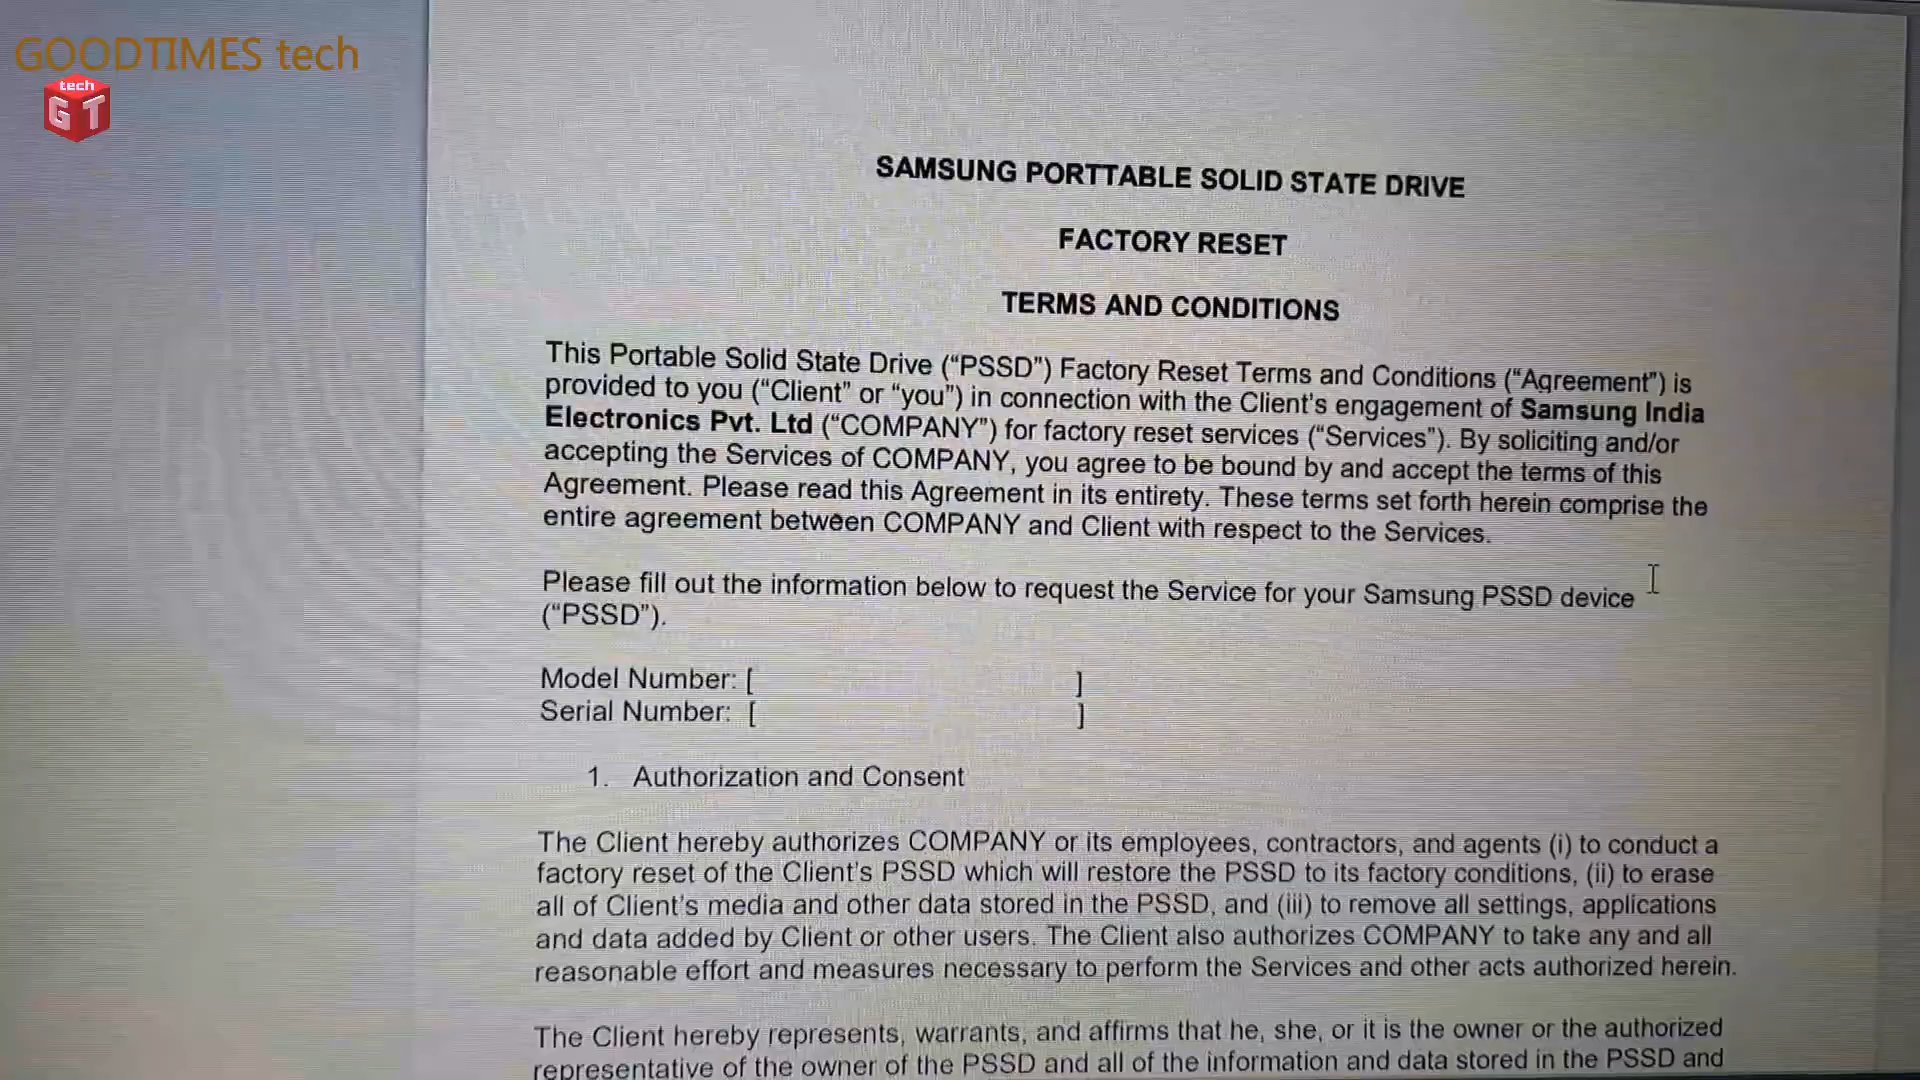 GOODTIMES tech
tech
GT
SAMSUNG PORTTABLE SOLID STATE DRIVE
FACTORY RESET
TERMS AND CONDITIONS
This Portable Solid State Drive (“PSSD”) Factory Reset Terms and Conditions (“Agreement”) is
provided to you (“Client” or “you”) in connection with the Client’s engagement of Samsung India
Electronics Pvt. Ltd (“COMPANY”) for factory reset services (“Services”). By soliciting and/or
accepting the Services of COMPANY, you agree to be bound by and accept the terms of this
Agreement. Please read this Agreement in its entirety. These terms set forth herein comprise the
entire agreement between COMPANY and Client with respect to the Services.
Please fill out the information below to request the Service for your Samsung PSSD device
(“PSSD”).
Model Number: [ ]
Serial Number: [ ]
1. Authorization and Consent
The Client hereby authorizes COMPANY or its employees, contractors, and agents (i) to conduct a
factory reset of the Client’s PSSD which will restore the PSSD to its factory conditions, (ii) to erase
all of Client’s media and other data stored in the PSSD, and (iii) to remove all settings, applications
and data added by Client or other users. The Client also authorizes COMPANY to take any and all
reasonable effort and measures necessary to perform the Services and other acts authorized herein.
The Client hereby represents, warrants, and affirms that he, she, or it is the owner or the authorized
representative of the owner of the PSSD and all of the information and data stored in the PSSD and